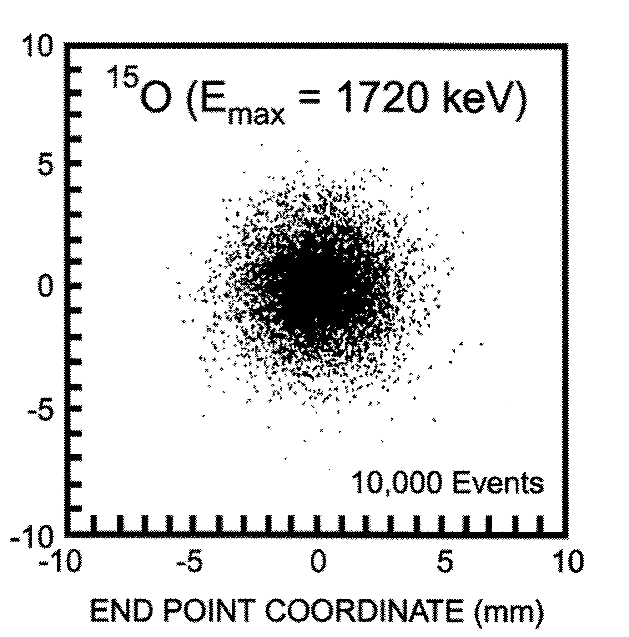 10
¹⁵O (Eₘₐₓ = 1720 keV)
5
0
-5
10,000 Events
-10
-10 -5 0 5 10
END POINT COORDINATE (mm)